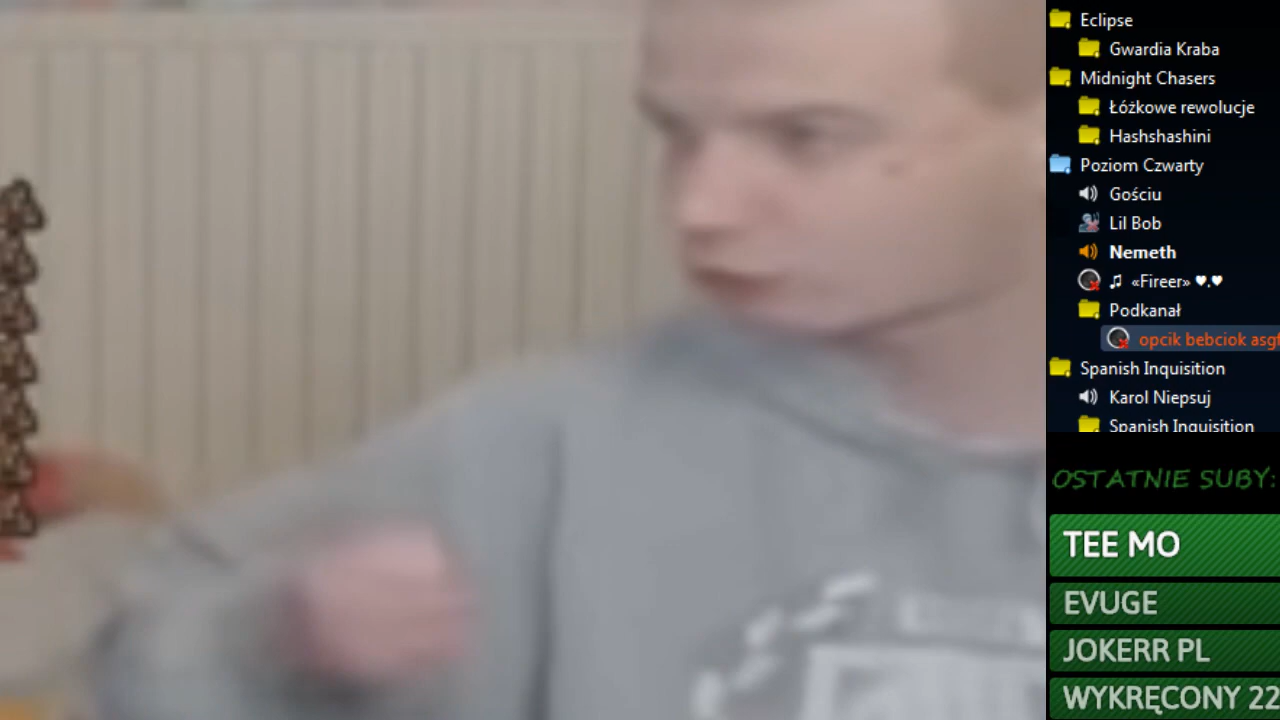 Eclipse
Gwardia Kraba
Midnight Chasers
Łóżkowe rewolucje
Hashshashini
Poziom Czwarty
Gościu
Lil Bob
Nemeth
♫ «Fireer» ♥.♥
Podkanał
opcik bebciok asgf
Spanish Inquisition
Karol Niepsuj
Spanish Inquisition
OSTATNIE SUBY:
TEE MO
EVUGE
JOKERR PL
WYKRĘCONY 22